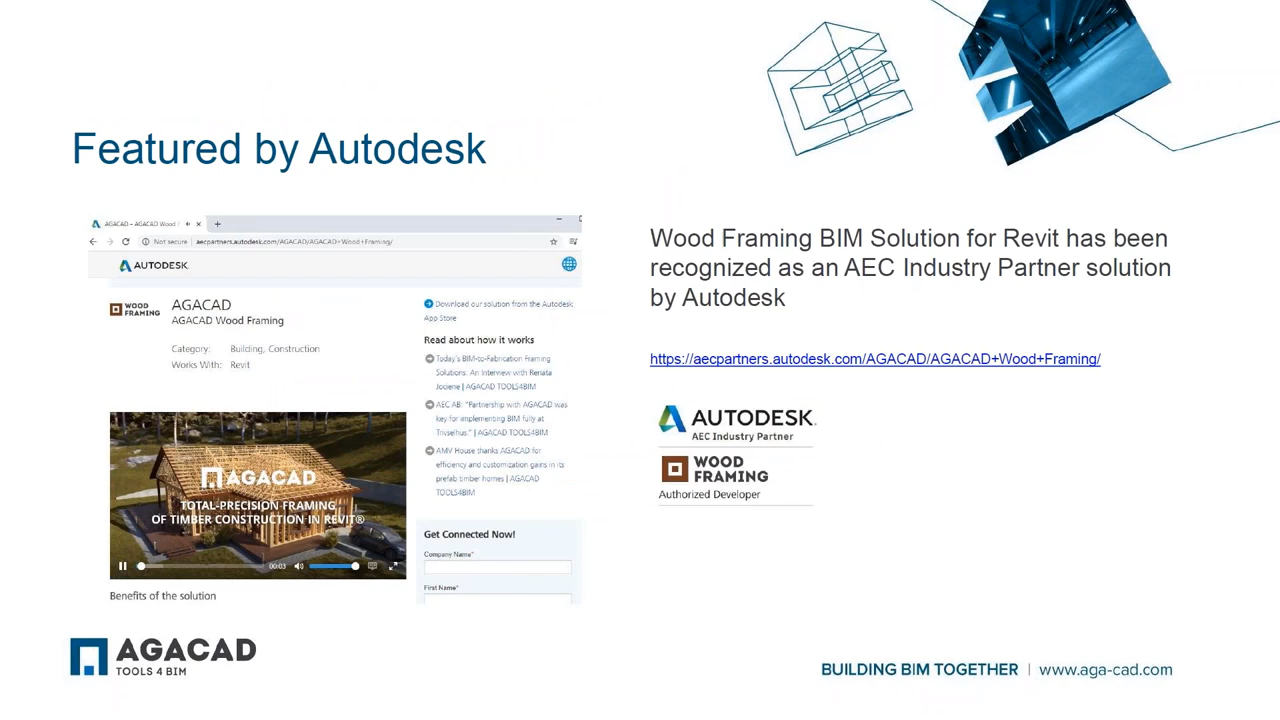 Featured by Autodesk
AGACAD – AGACAD Wood
Not secure | aecpartners.autodesk.com/AGACAD/AGACAD+Wood+Framing/
AUTODESK.
WOOD
FRAMING
AGACAD
AGACAD Wood Framing
Category: Building, Construction
Works With: Revit
AGACAD
TOTAL-PRECISION FRAMING
OF TIMBER CONSTRUCTION IN REVIT®
00:03
Benefits of the solution
Download our solution from the Autodesk
App Store
Read about how it works
Today's BIM-to-Fabrication Framing
Solutions. An Interview with Renata
Jociene | AGACAD TOOLS4BIM
AEC AB: "Partnership with AGACAD was
key for implementing BIM fully at
Trivselhus." | AGACAD TOOLS4BIM
AMV House thanks AGACAD for
efficiency and customization gains in its
prefab timber homes | AGACAD
TOOLS4BIM
Get Connected Now!
Company Name*
First Name*
Wood Framing BIM Solution for Revit has been
recognized as an AEC Industry Partner solution
by Autodesk
https://aecpartners.autodesk.com/AGACAD/AGACAD+Wood+Framing/
AUTODESK.
AEC Industry Partner
WOOD
FRAMING
Authorized Developer
AGACAD
TOOLS 4 BIM
BUILDING BIM TOGETHER | www.aga-cad.com